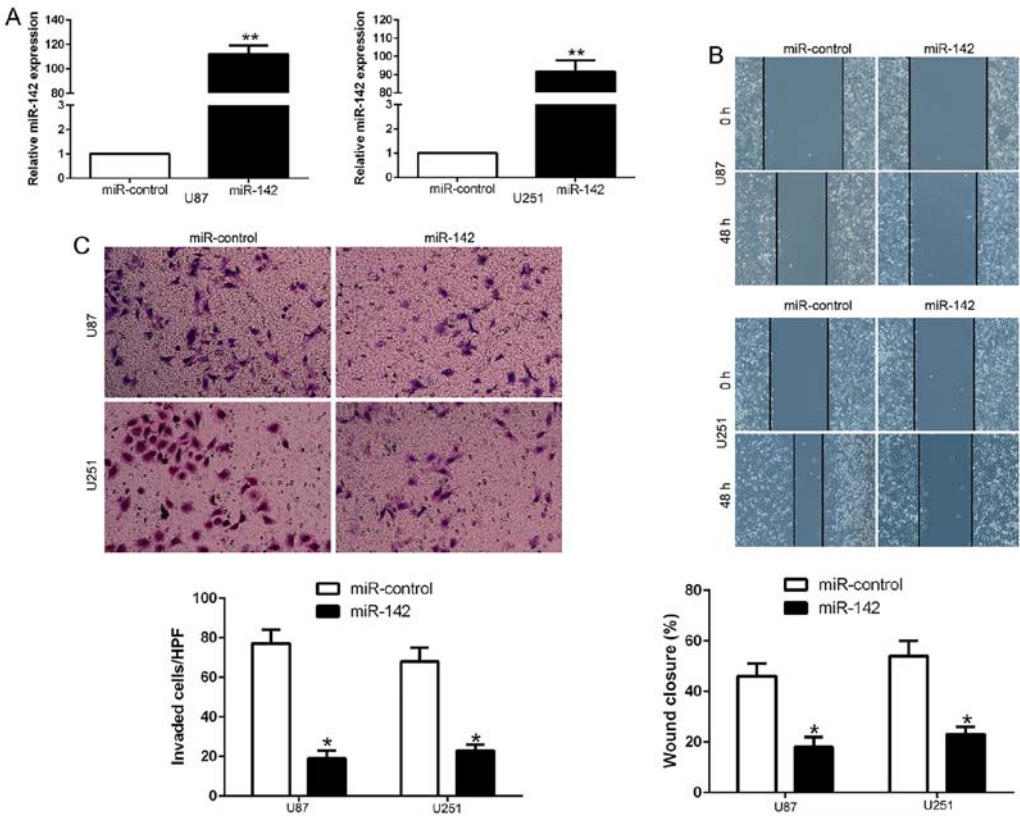 A
Relative miR-142 expression
140
120
100
80
3
2
1
0
**
miR-control
miR-142
U87
Relative miR-142 expression
120
110
100
90
80
3
2
1
0
**
miR-control
miR-142
U251
B
miR-control
miR-142
0 h
U87
48 h
miR-control
miR-142
0 h
U251
48 h
C
miR-control
miR-142
U87
U251
miR-control
miR-142
Invaded cells/HPF
100
80
60
40
20
0
*
*
U87
U251
miR-control
miR-142
Wound closure (%)
80
60
40
20
0
*
*
U87
U251